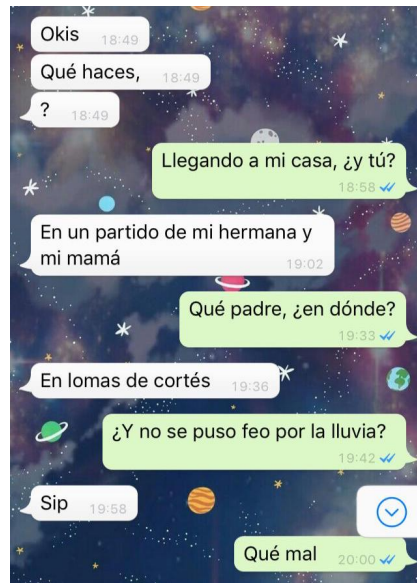 Okis 18:49
Qué haces, 18:49
? 18:49
Llegando a mi casa, ¿y tú?
18:58
En un partido de mi hermana y
mi mamá 19:02
Qué padre, ¿en dónde?
19:33
En lomas de cortés 19:36
¿Y no se puso feo por la lluvia?
19:42
Sip 19:58
Qué mal 20:00